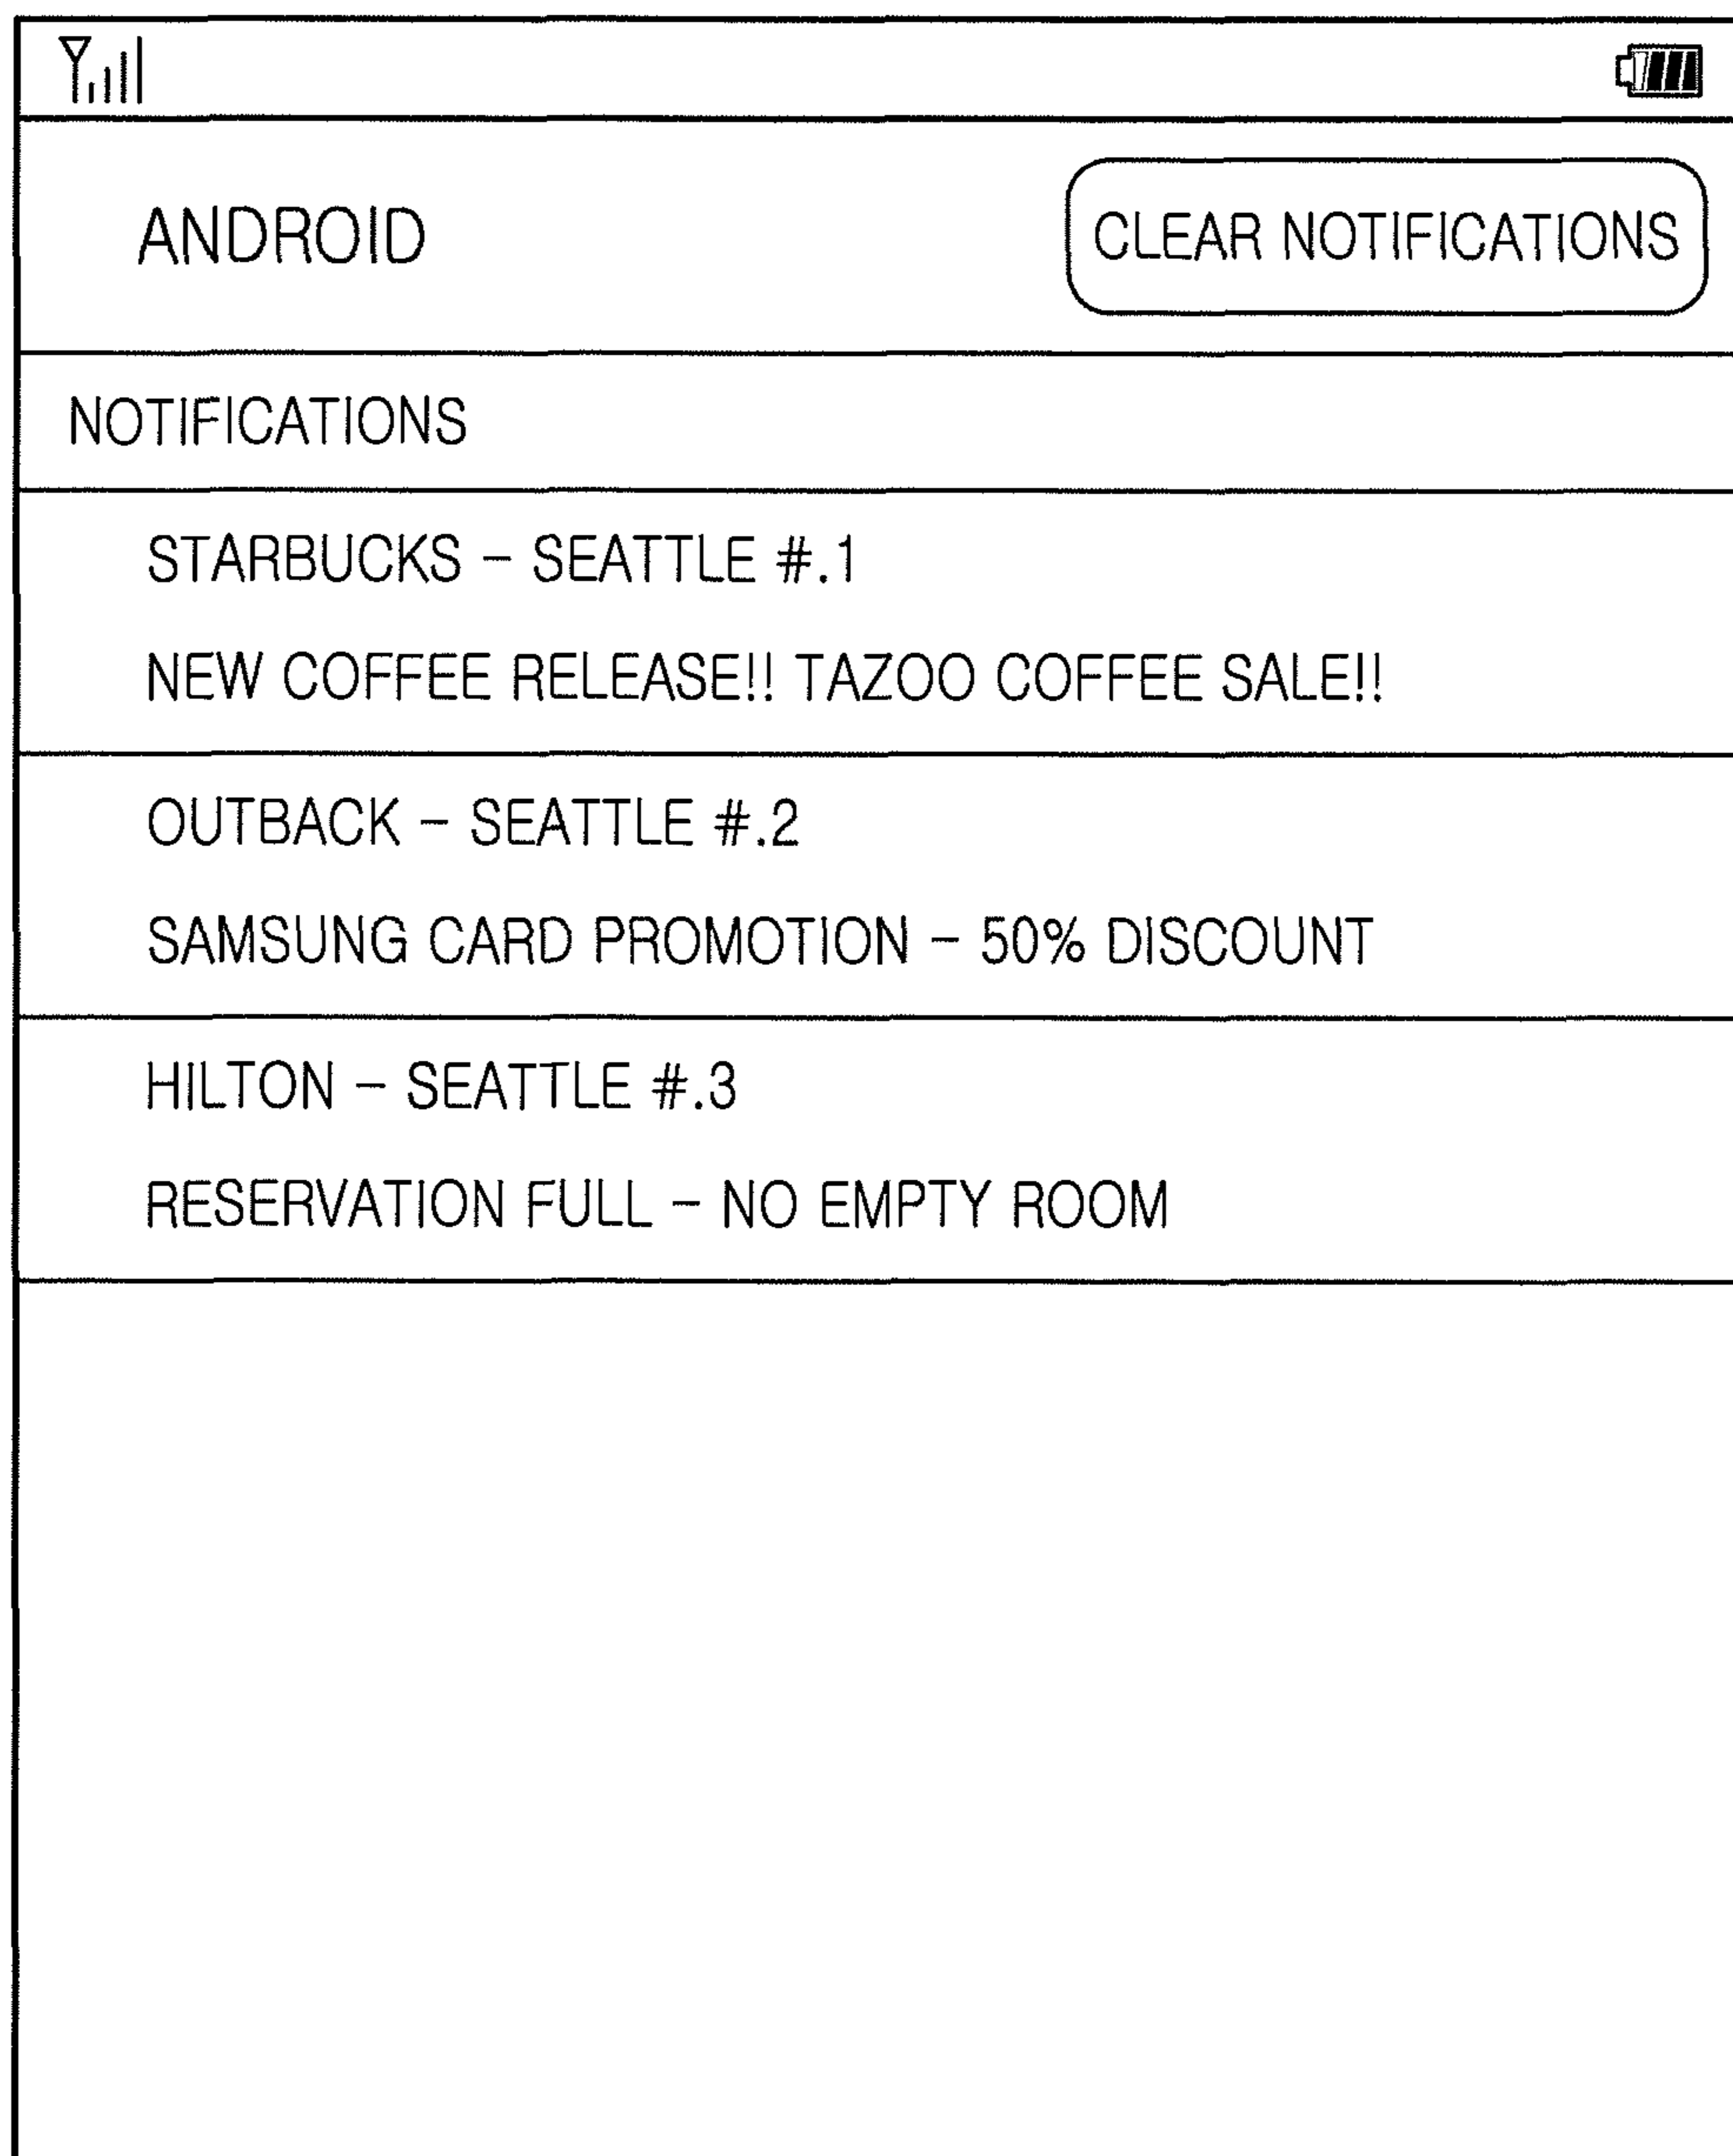 ANDROID
CLEAR NOTIFICATIONS
NOTIFICATIONS
STARBUCKS – SEATTLE #.1
NEW COFFEE RELEASE!! TAZOO COFFEE SALE!!
OUTBACK – SEATTLE #.2
SAMSUNG CARD PROMOTION – 50% DISCOUNT
HILTON – SEATTLE #.3
RESERVATION FULL – NO EMPTY ROOM